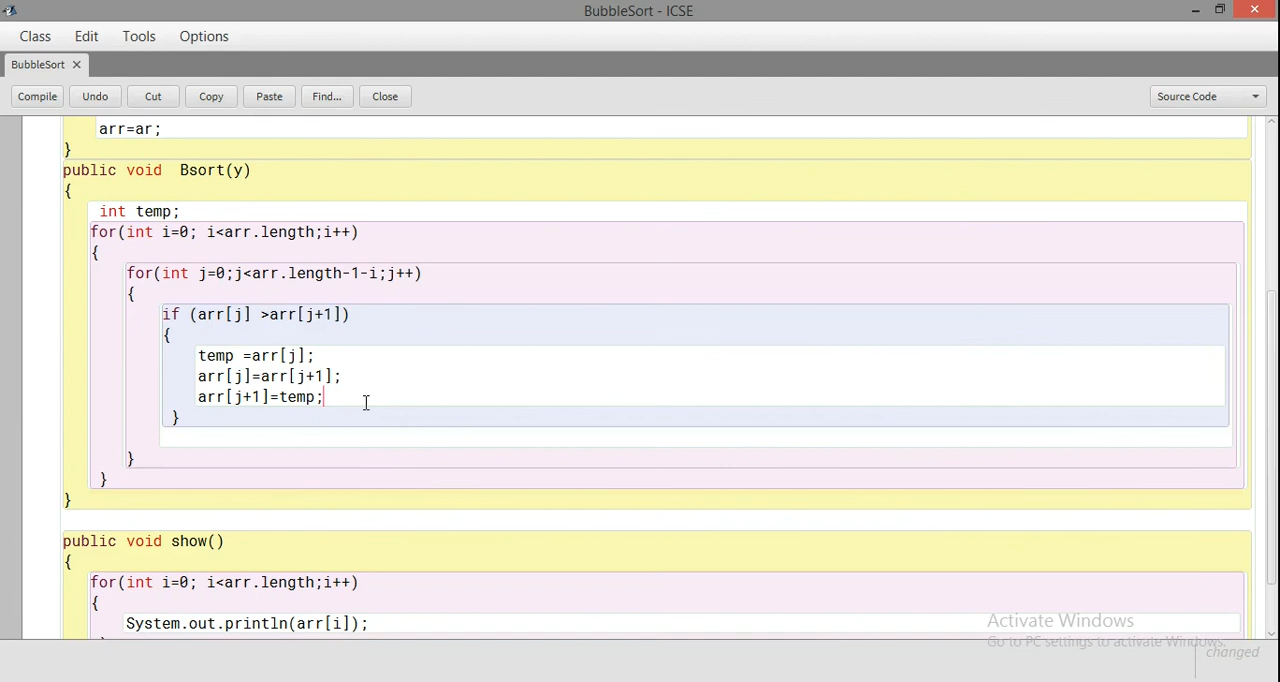 BubbleSort - ICSE
Class Edit Tools Options
BubbleSort ×
Compile Undo Cut Copy Paste Find... Close Source Code
arr=ar;
}
public void  Bsort(y)
{
int temp;
for(int i=0; i<arr.length;i++)
{
for(int j=0;j<arr.length-1-i;j++)
{
if (arr[j] >arr[j+1])
{
temp =arr[j];
arr[j]=arr[j+1];
arr[j+1]=temp;
}
}
}
}
public void show()
{
for(int i=0; i<arr.length;i++)
{
System.out.println(arr[i]);
Activate Windows
Go to PC settings to activate Windows.
changed